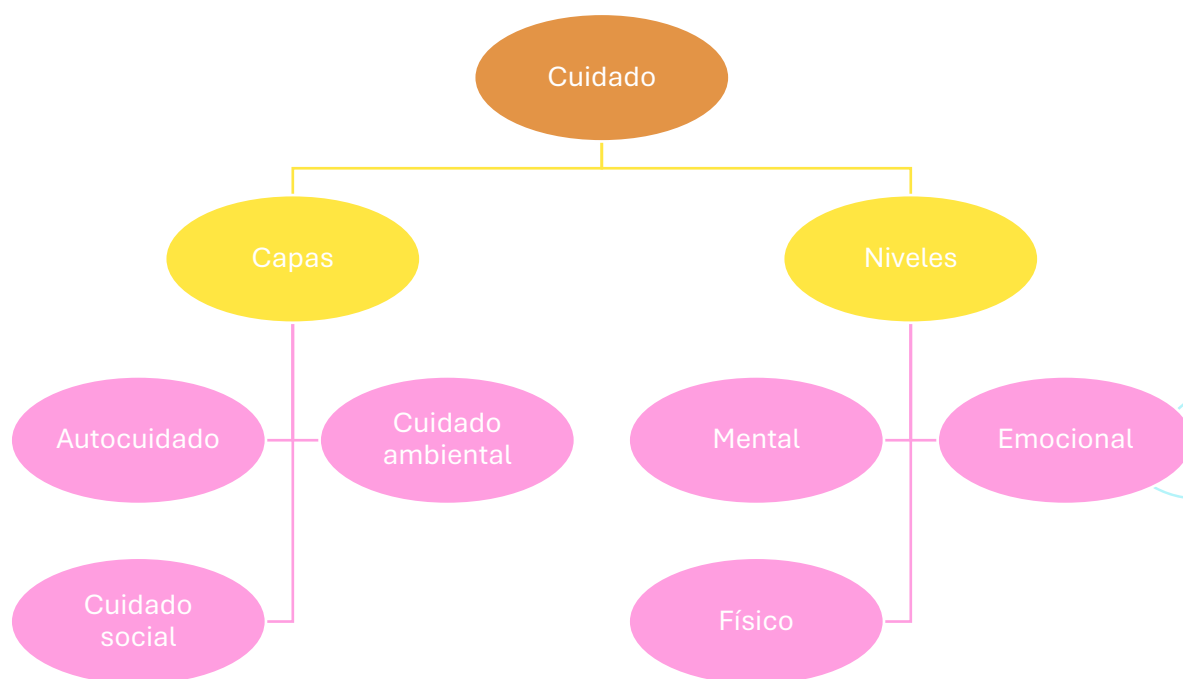 Cuidado
Capas
Niveles
Autocuidado
Cuidado
ambiental
Mental
Emocional
Cuidado
social
Físico